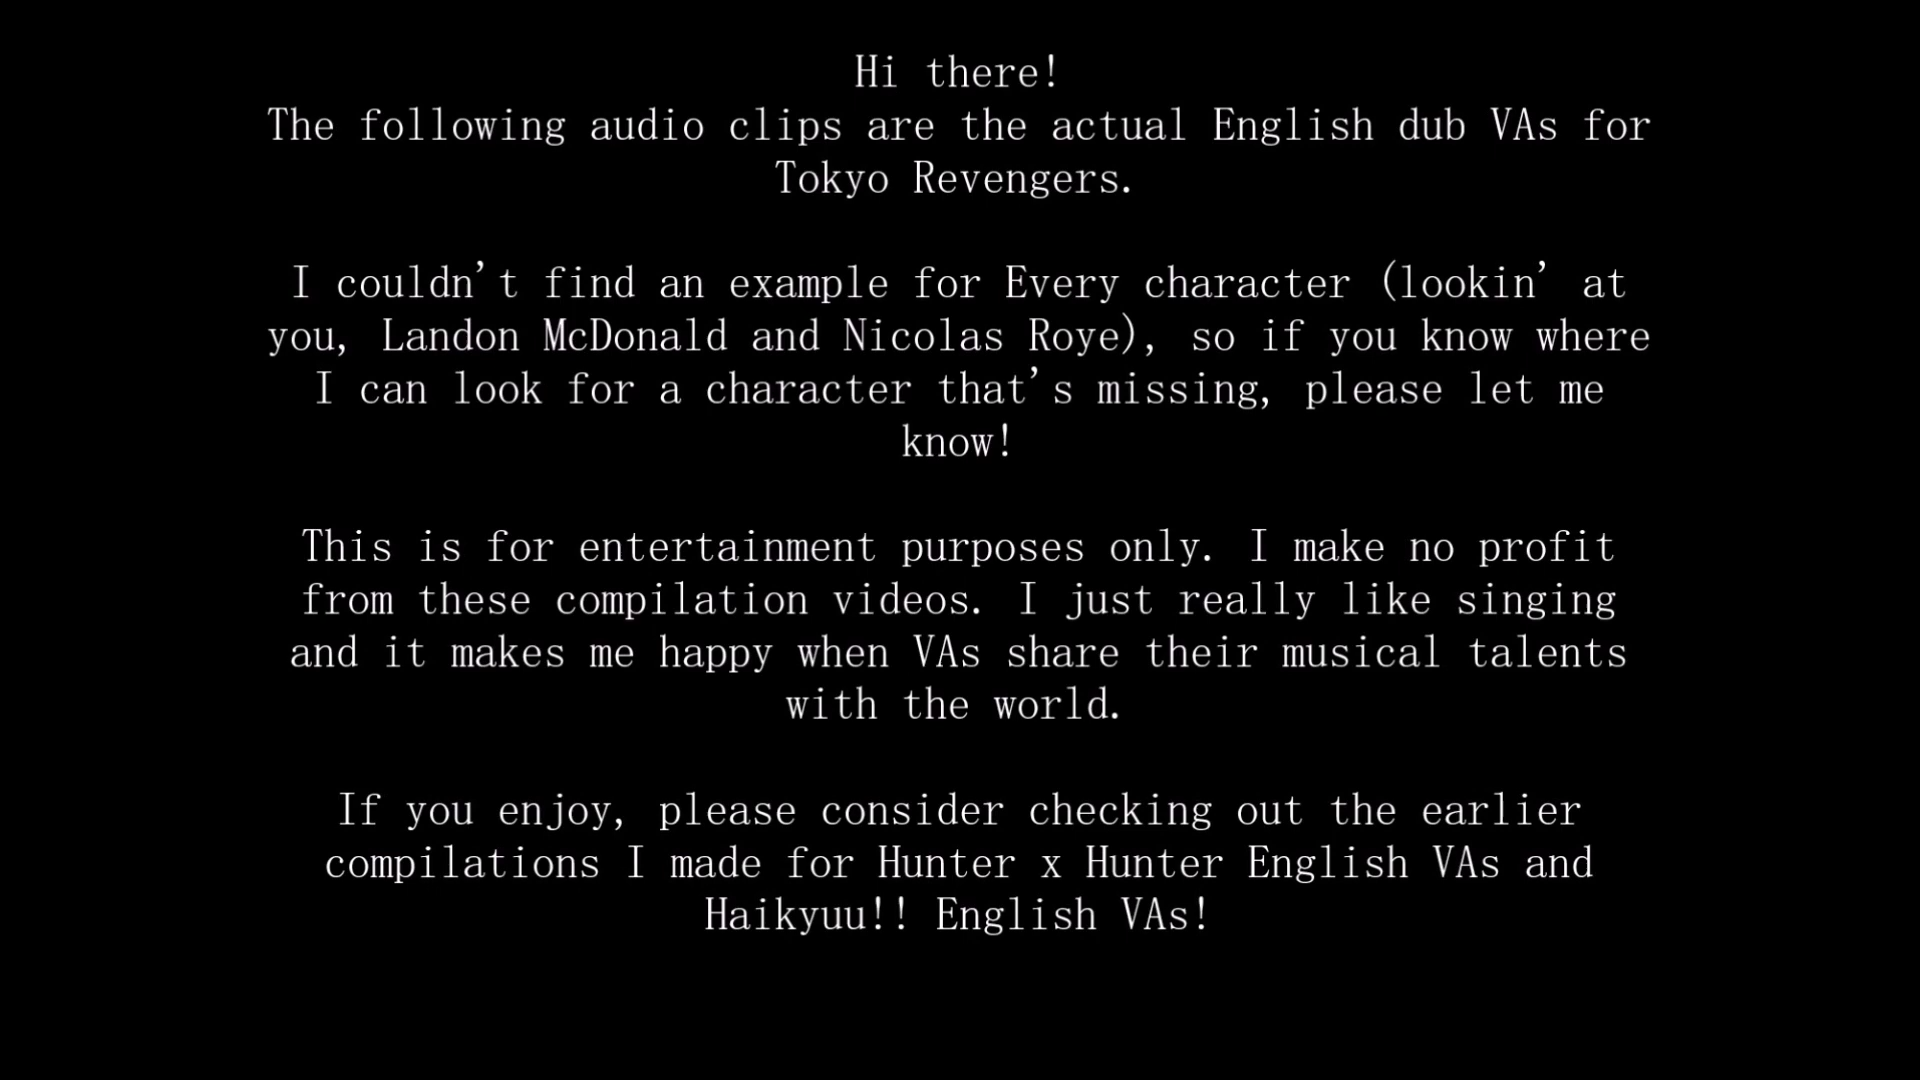 Hi there!
The following audio clips are the actual English dub VAs for
Tokyo Revengers.
I couldn't find an example for Every character (lookin' at
you, Landon McDonald and Nicolas Roye), so if you know where
I can look for a character that's missing, please let me
know!
This is for entertainment purposes only. I make no profit
from these compilation videos. I just really like singing
and it makes me happy when VAs share their musical talents
with the world.
If you enjoy, please consider checking out the earlier
compilations I made for Hunter x Hunter English VAs and
Haikyuu!! English VAs!